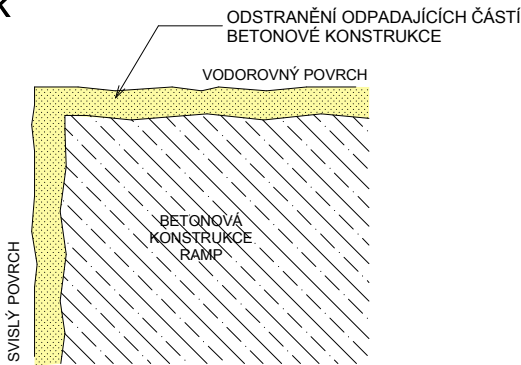 ODSTRANĚNÍ ODPADAJÍCÍCH ČÁSTÍ
BETONOVÉ KONSTRUKCE
VODOROVNÝ POVRCH
BETONOVÁ
KONSTRUKCE
RAMP
SVISLÝ POVRCH